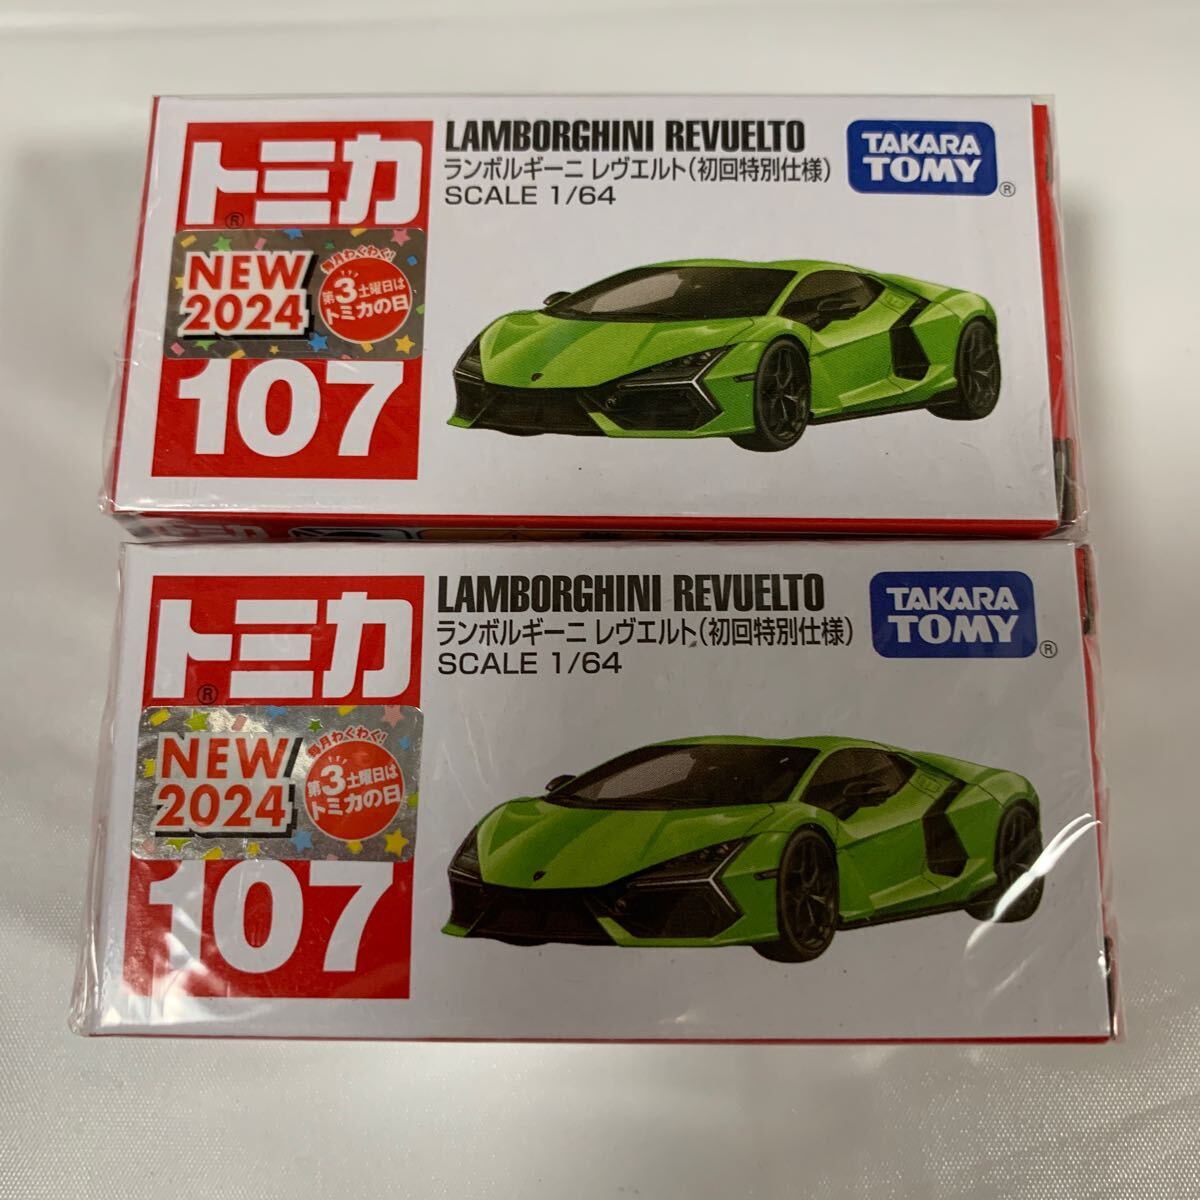 トミカ
®
LAMBORGHINI REVUELTO
ランボルギーニ レヴエルト(初回特別仕様)
SCALE 1/64
TAKARA
TOMY
®
NEW
2024
毎月わくわく!
第3土曜日は
トミカの日
107
トミカ
トミカ
®
LAMBORGHINI REVUELTO
ランボルギーニ レヴエルト(初回特別仕様)
SCALE 1/64
TAKARA
TOMY
®
NEW
2024
毎月わくわく!
第3土曜日は
トミカの日
107